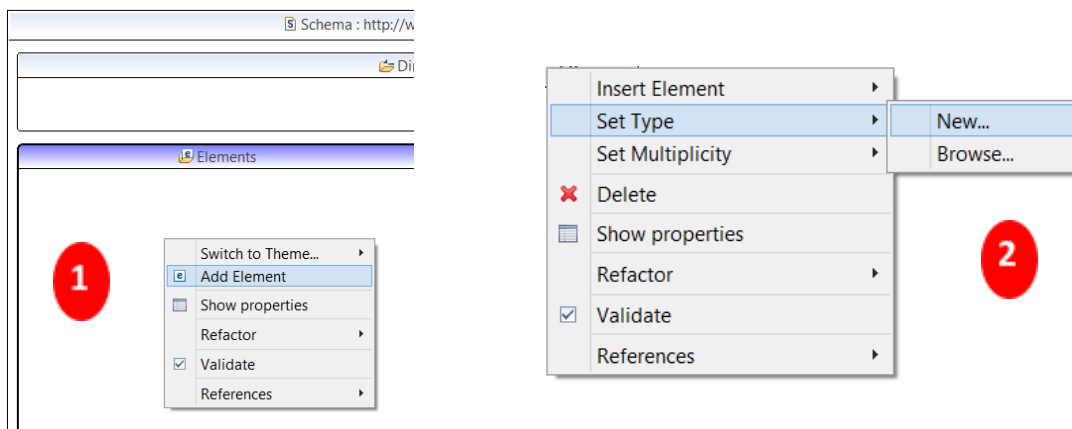 Schema : http://w
Di
Elements
1
Switch to Theme...
Add Element
Show properties
Refactor
Validate
References
Insert Element
Set Type
New...
Set Multiplicity
Browse...
Delete
Show properties
Refactor
Validate
References
2